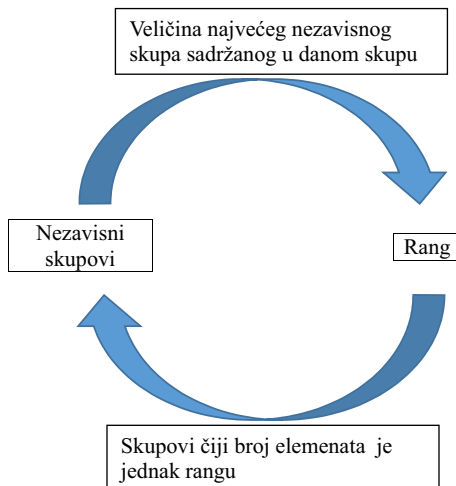 Veličina najvećeg nezavisnog
skupa sadržanog u danom skupu
Nezavisni
skupovi
Rang
Skupovi čiji broj elemenata je
jednak rangu